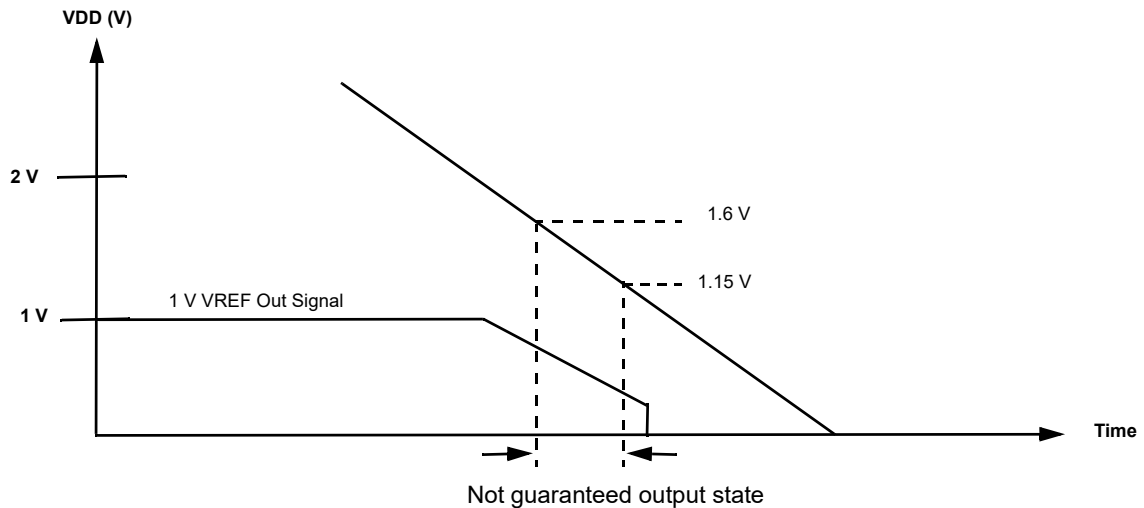 VDD (V)
2 V
1.6 V
1.15 V
1 V VREF Out Signal
1 V
Time
Not guaranteed output state